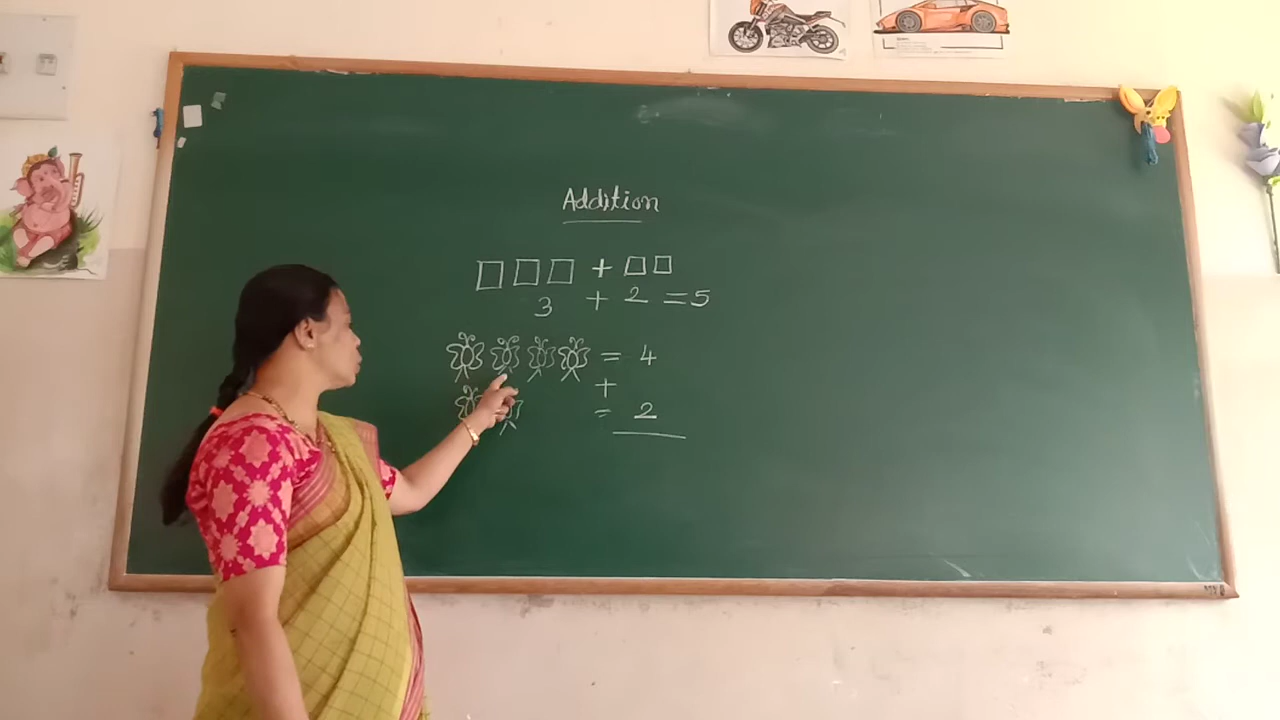 Addition
+
3 + 2 = 5
= 4
+
= 2